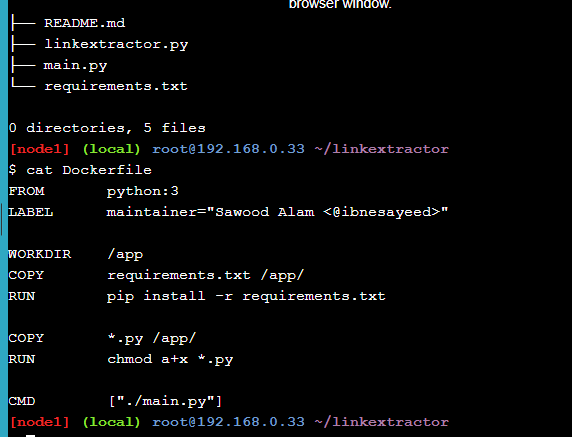 browser window.
├── README.md
├── linkextractor.py
├── main.py
└── requirements.txt
0 directories, 5 files
[node1] (local) root@192.168.0.33 ~/linkextractor
$ cat Dockerfile
FROM       python:3
LABEL      maintainer="Sawood Alam <@ibnesayeed>"
WORKDIR    /app
COPY       requirements.txt /app/
RUN        pip install -r requirements.txt
COPY       *.py /app/
RUN        chmod a+x *.py
CMD        ["./main.py"]
[node1] (local) root@192.168.0.33 ~/linkextractor